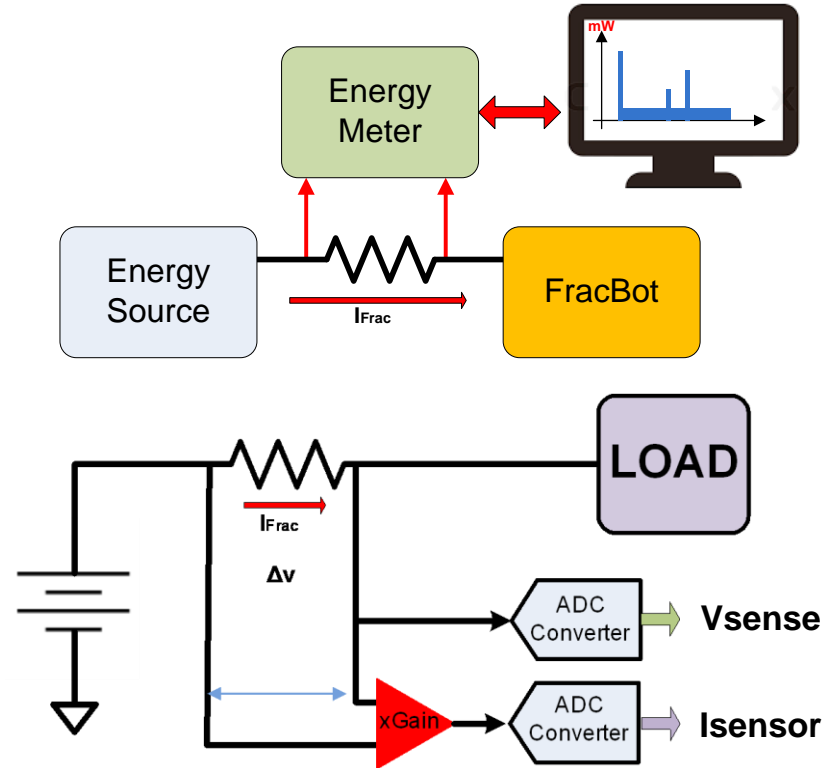 mW
Energy
Meter
C
X
Energy
Source
FracBot
IFrac
LOAD
IFrac
Δv
ADC
Converter
Vsense
xGain
ADC
Converter
Isensor